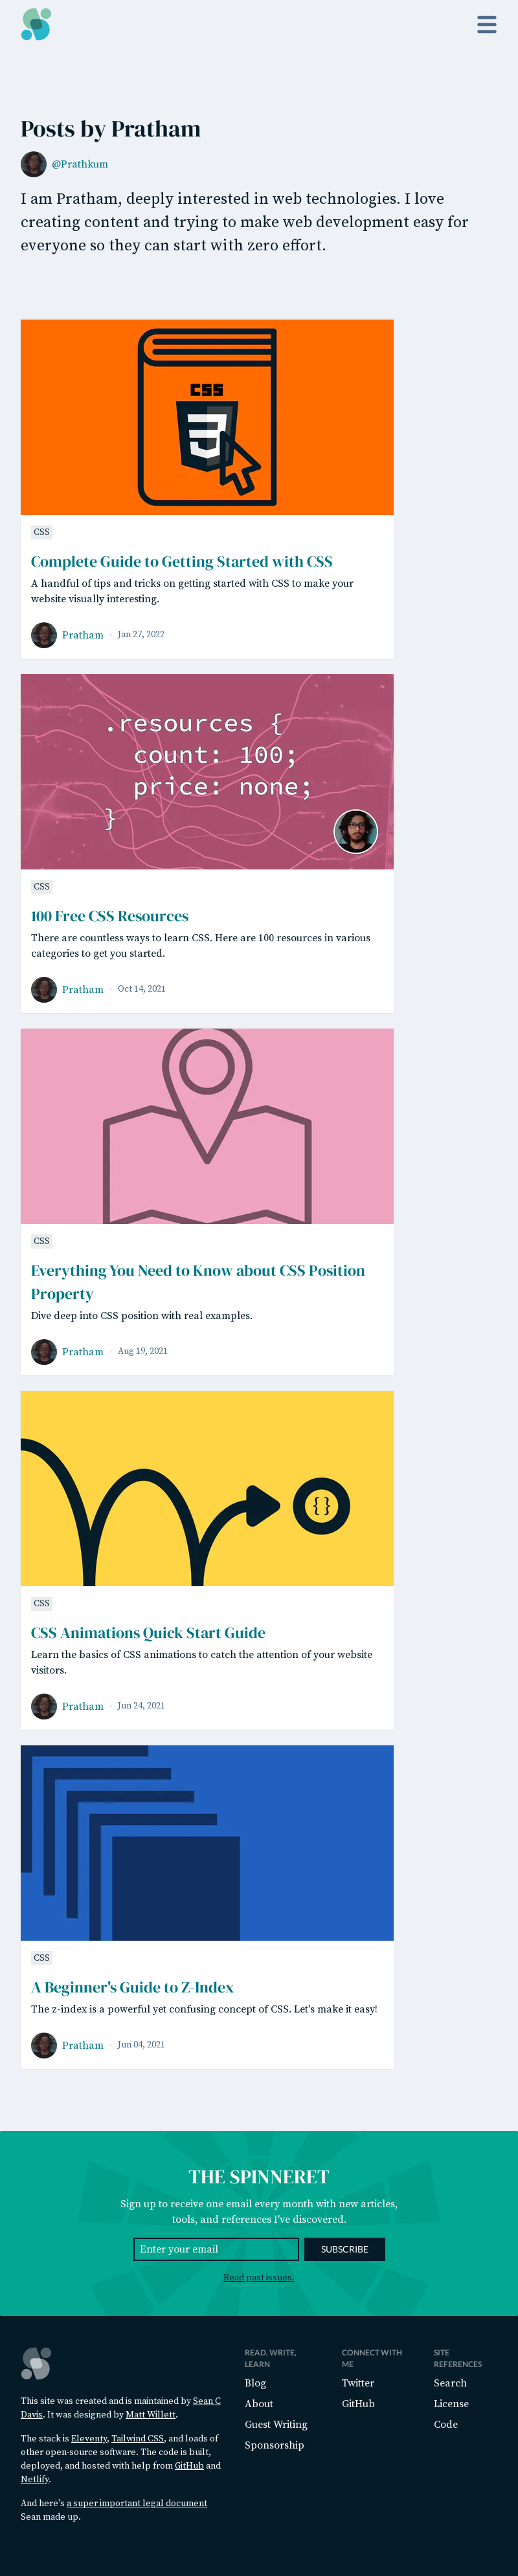 Posts by Pratham
@Prathkum
I am Pratham, deeply interested in web technologies. I love
creating content and trying to make web development easy for
everyone so they can start with zero effort.
CSS
CSS
Complete Guide to Getting Started with CSS
A handful of tips and tricks on getting started with CSS to make your
website visually interesting.
Pratham · Jan 27, 2022
.resources {
count: 100;
price: none;
}
CSS
100 Free CSS Resources
There are countless ways to learn CSS. Here are 100 resources in various
categories to get you started.
Pratham · Oct 14, 2021
CSS
Everything You Need to Know about CSS Position
Property
Dive deep into CSS position with real examples.
Pratham · Aug 19, 2021
{}
CSS
CSS Animations Quick Start Guide
Learn the basics of CSS animations to catch the attention of your website
visitors.
Pratham · Jun 24, 2021
CSS
A Beginner's Guide to Z-Index
The z-index is a powerful yet confusing concept of CSS. Let's make it easy!
Pratham · Jun 04, 2021
THE SPINNERET
Sign up to receive one email every month with new articles,
tools, and references I've discovered.
Enter your email
SUBSCRIBE
Read past issues.
This site was created and is maintained by Sean C
Davis. It was designed by Matt Willett.
The stack is Eleventy, Tailwind CSS, and loads of
other open-source software. The code is built,
deployed, and hosted with help from GitHub and
Netlify.
And here's a super important legal document
Sean made up.
READ, WRITE,
LEARN
Blog
About
Guest Writing
Sponsorship
CONNECT WITH
ME
Twitter
GitHub
SITE
REFERENCES
Search
License
Code